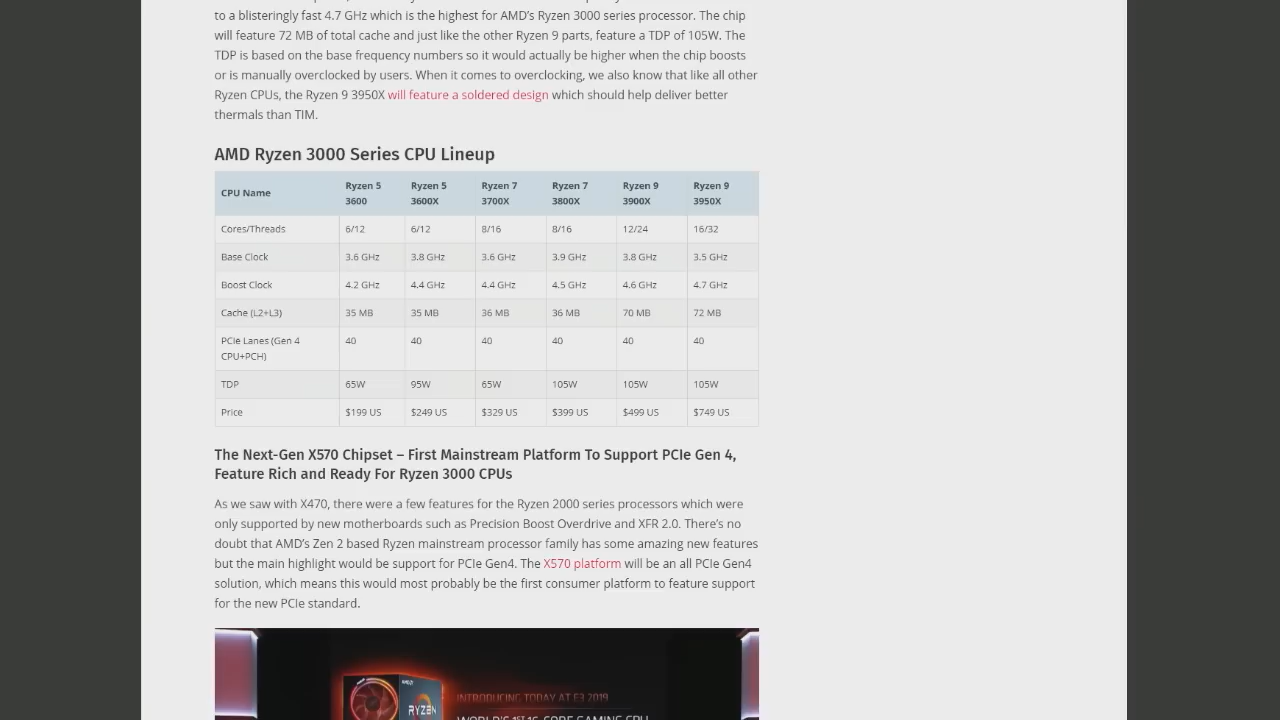 to a blisteringly fast 4.7 GHz which is the highest for AMD's Ryzen 3000 series processor. The chip
will feature 72 MB of total cache and just like the other Ryzen 9 parts, feature a TDP of 105W. The
TDP is based on the base frequency numbers so it would actually be higher when the chip boosts
or is manually overclocked by users. When it comes to overclocking, we also know that like all other
Ryzen CPUs, the Ryzen 9 3950X will feature a soldered design which should help deliver better
thermals than TIM.
AMD Ryzen 3000 Series CPU Lineup
CPU Name Ryzen 5 3600 Ryzen 5 3600X Ryzen 7 3700X Ryzen 7 3800X Ryzen 9 3900X Ryzen 9 3950X
Cores/Threads 6/12 6/12 8/16 8/16 12/24 16/32
Base Clock 3.6 GHz 3.8 GHz 3.6 GHz 3.9 GHz 3.8 GHz 3.5 GHz
Boost Clock 4.2 GHz 4.4 GHz 4.4 GHz 4.5 GHz 4.6 GHz 4.7 GHz
Cache (L2+L3) 35 MB 35 MB 36 MB 36 MB 70 MB 72 MB
PCIe Lanes (Gen 4 CPU+PCH) 40 40 40 40 40 40
TDP 65W 95W 65W 105W 105W 105W
Price $199 US $249 US $329 US $399 US $499 US $749 US
The Next-Gen X570 Chipset – First Mainstream Platform To Support PCIe Gen 4,
Feature Rich and Ready For Ryzen 3000 CPUs
As we saw with X470, there were a few features for the Ryzen 2000 series processors which were
only supported by new motherboards such as Precision Boost Overdrive and XFR 2.0. There's no
doubt that AMD's Zen 2 based Ryzen mainstream processor family has some amazing new features
but the main highlight would be support for PCIe Gen4. The X570 platform will be an all PCIe Gen4
solution, which means this would most probably be the first consumer platform to feature support
for the new PCIe standard.
INTRODUCING TODAY AT E3 2019
RYZEN
WORLD'S 1ST 16-CORE GAMING CPU